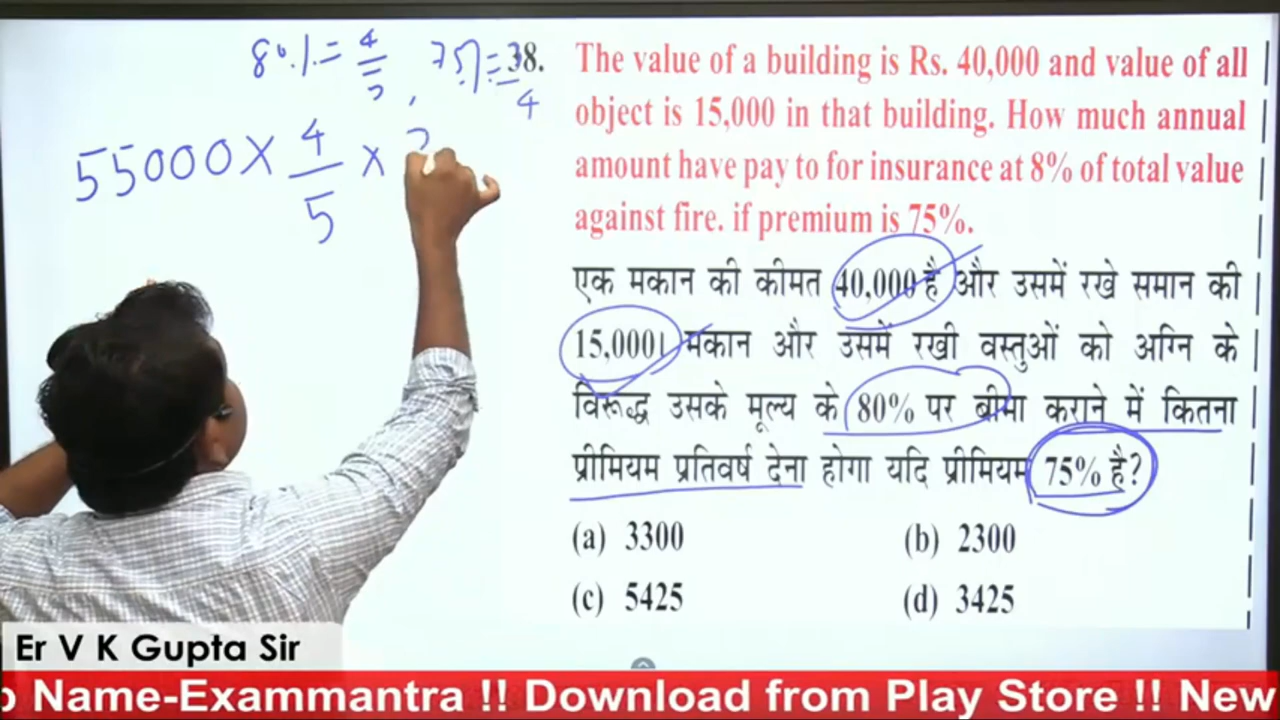 80% = 4/5 , 75% = 3/4
55000 × 4/5 ×
38. The value of a building is Rs. 40,000 and value of all
object is 15,000 in that building. How much annual
amount have pay to for insurance at 8% of total value
against fire. if premium is 75%.
एक मकान की कीमत 40,000 है और उसमें रखे समान की
15,000। मकान और उसमें रखी वस्तुओं को अग्नि के
विरूद्ध उसके मूल्य के 80% पर बीमा कराने में कितना
प्रीमियम प्रतिवर्ष देना होगा यदि प्रीमियम 75% है?
(a) 3300 (b) 2300
(c) 5425 (d) 3425
Er V K Gupta Sir
Name-Exammantra !! Download from Play Store !! New